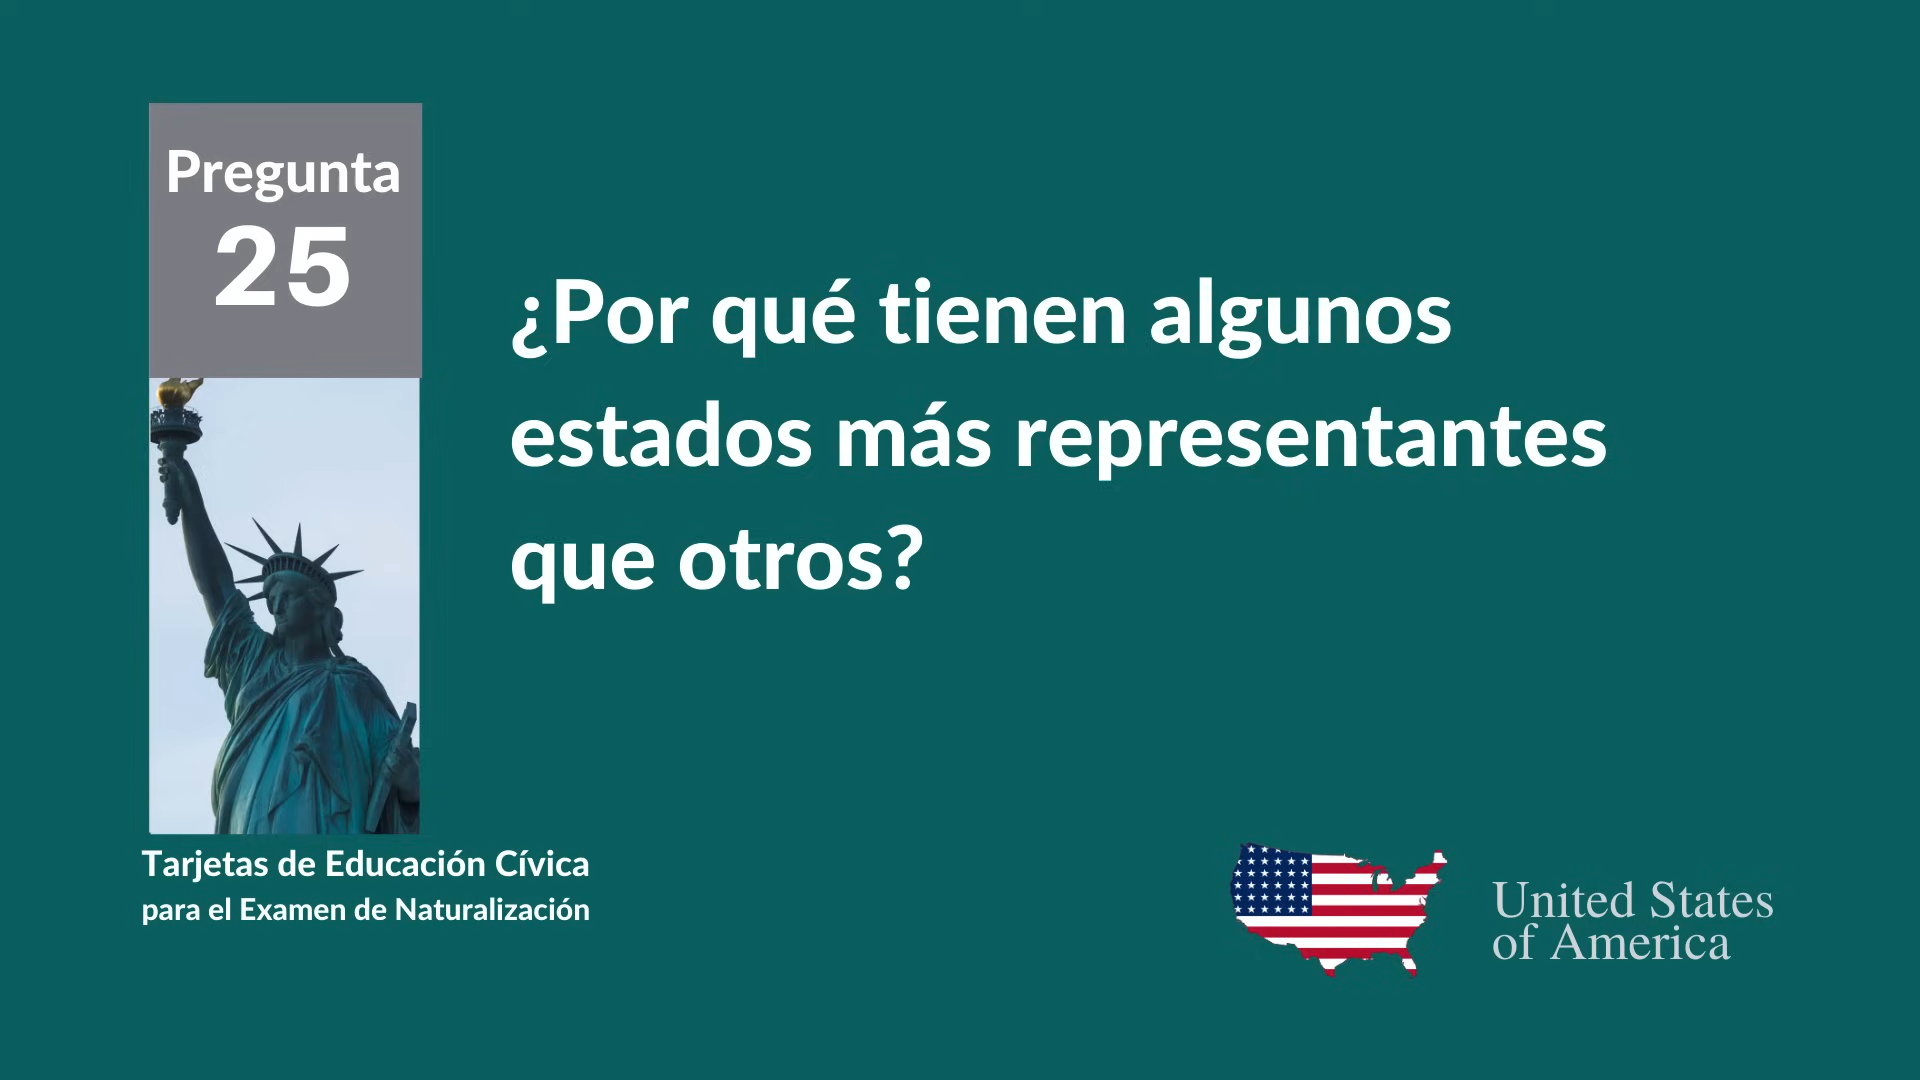 Pregunta
25
¿Por qué tienen algunos
estados más representantes
que otros?
Tarjetas de Educación Cívica
para el Examen de Naturalización
United States
of America